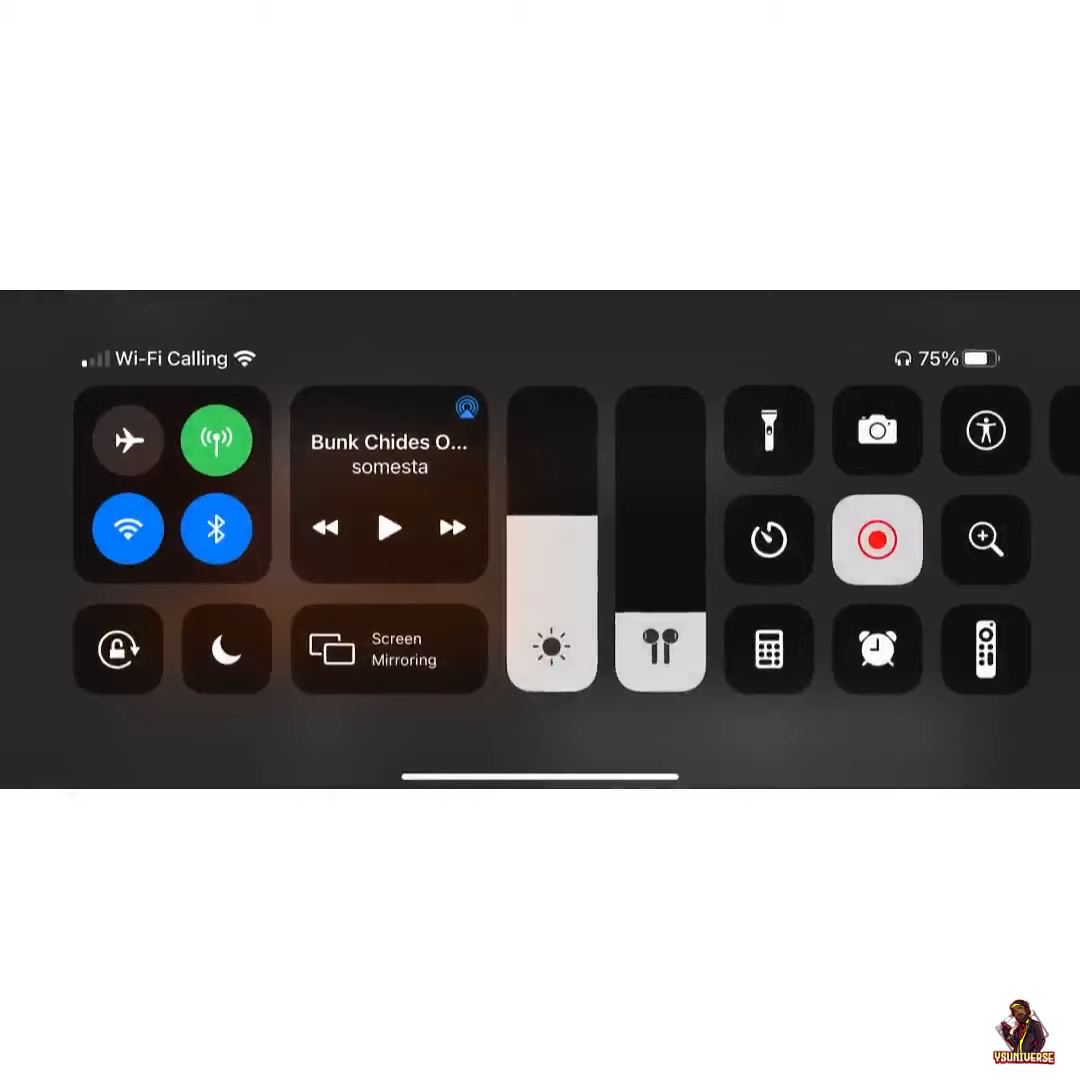 Wi-Fi Calling
75%
Bunk Chides O...
somesta
Screen
Mirroring
YSUNIVERSE